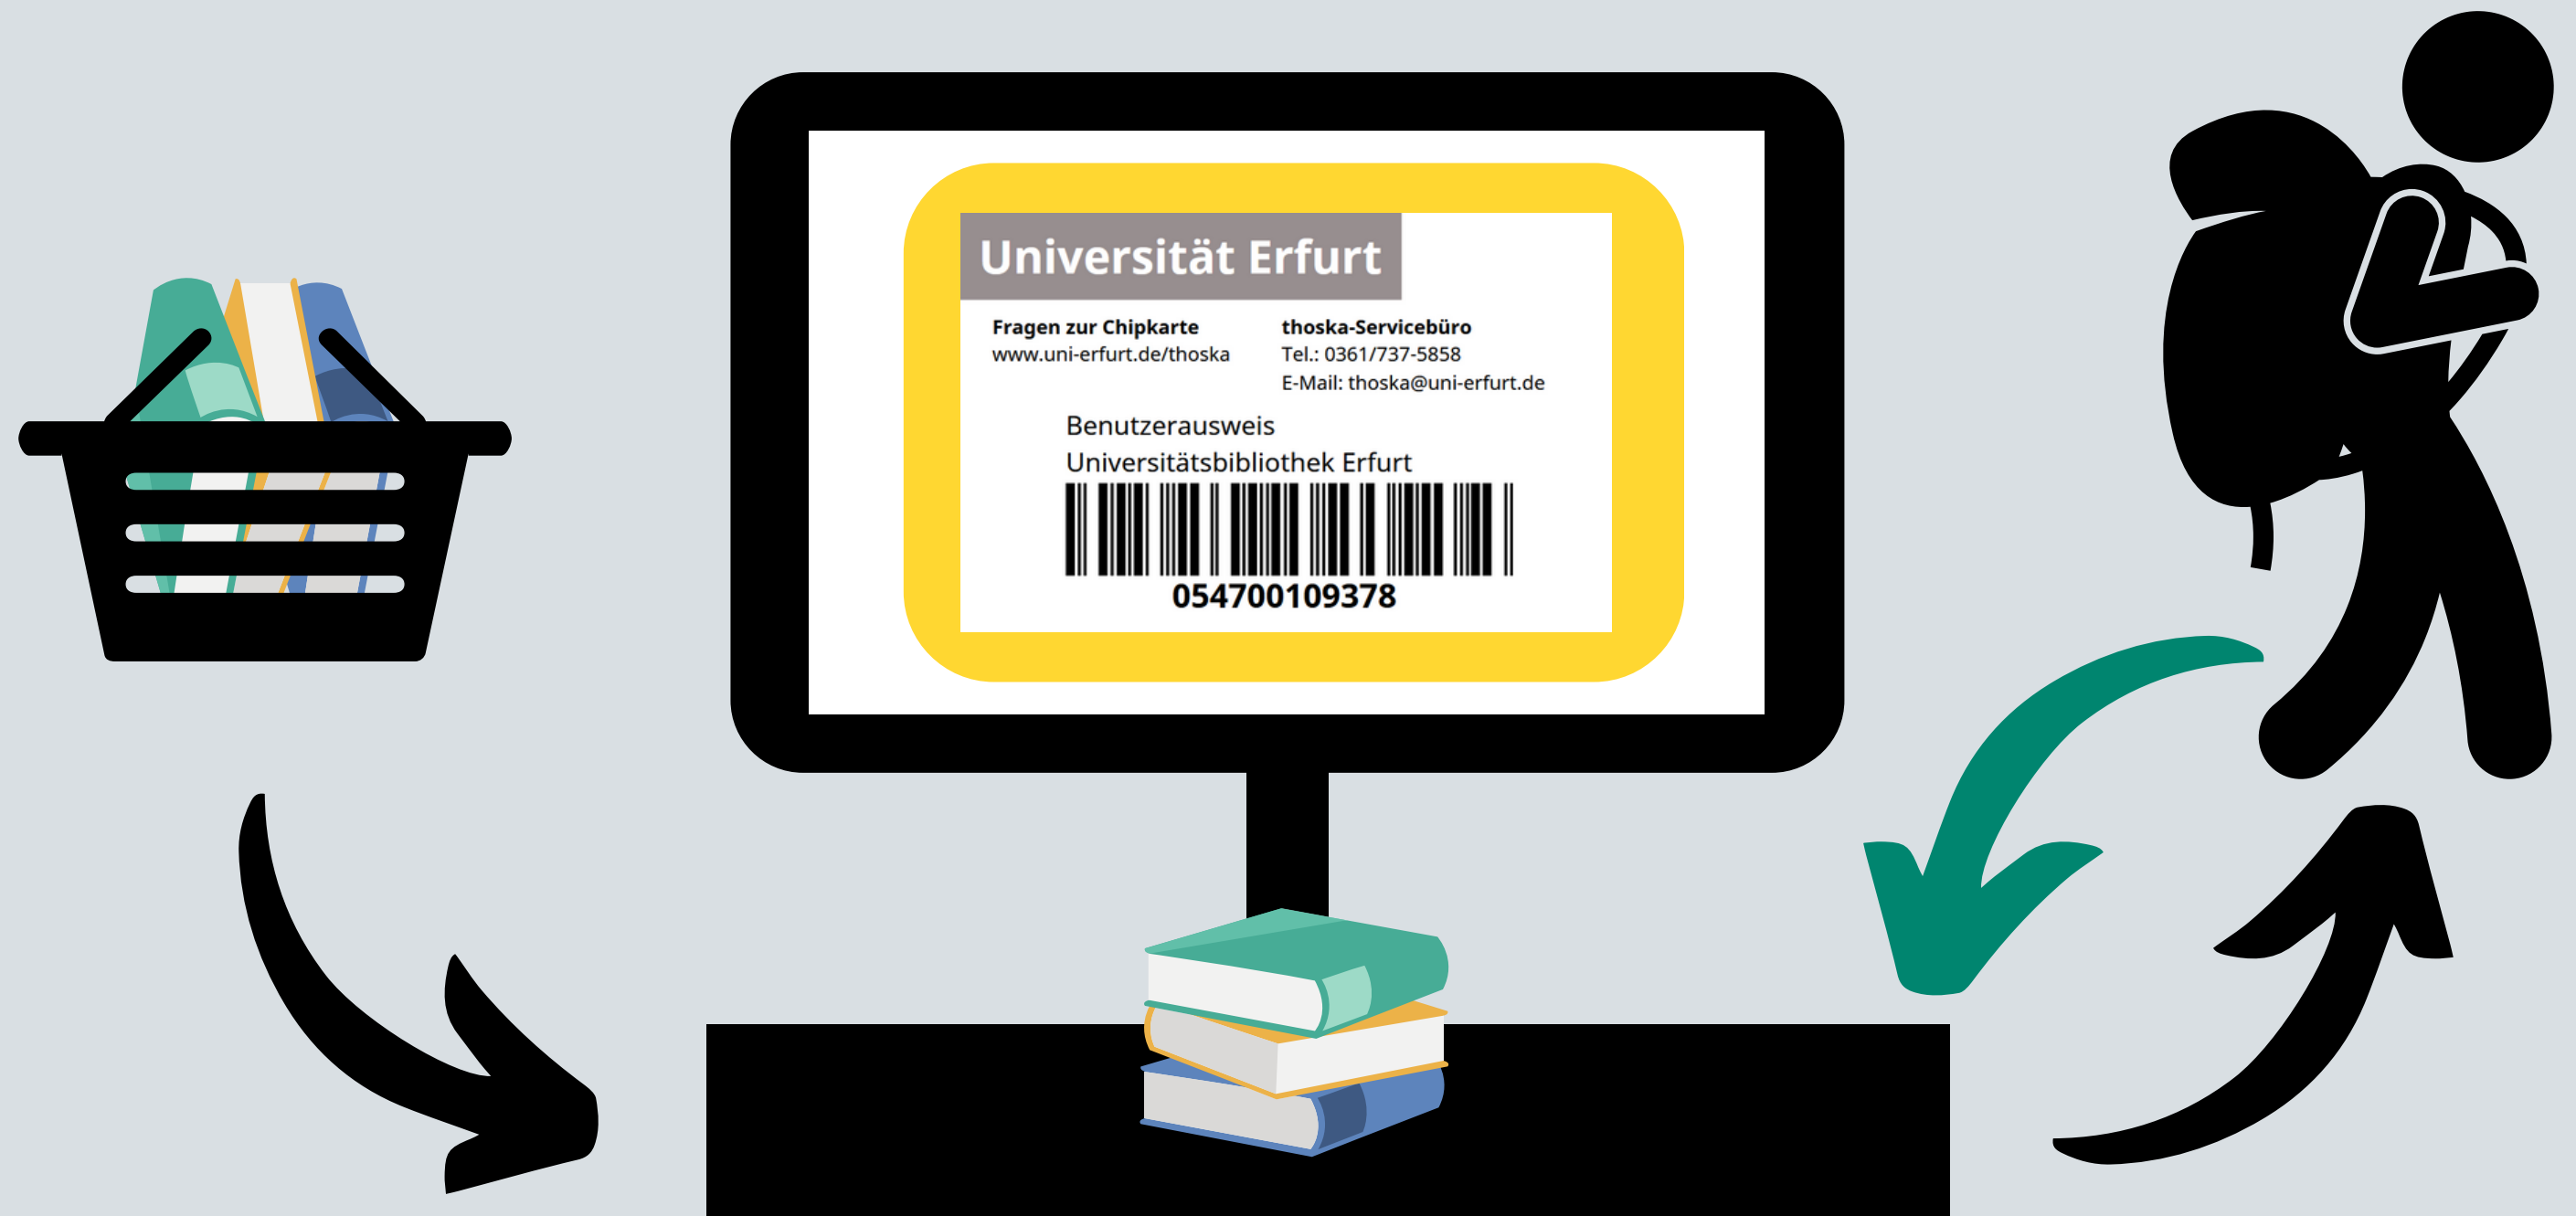 Universität Erfurt
Fragen zur Chipkarte
www.uni-erfurt.de/thoska
thoska-Servicebüro
Tel.: 0361/737-5858
E-Mail: thoska@uni-erfurt.de
Benutzerausweis
Universitätsbibliothek Erfurt
054700109378